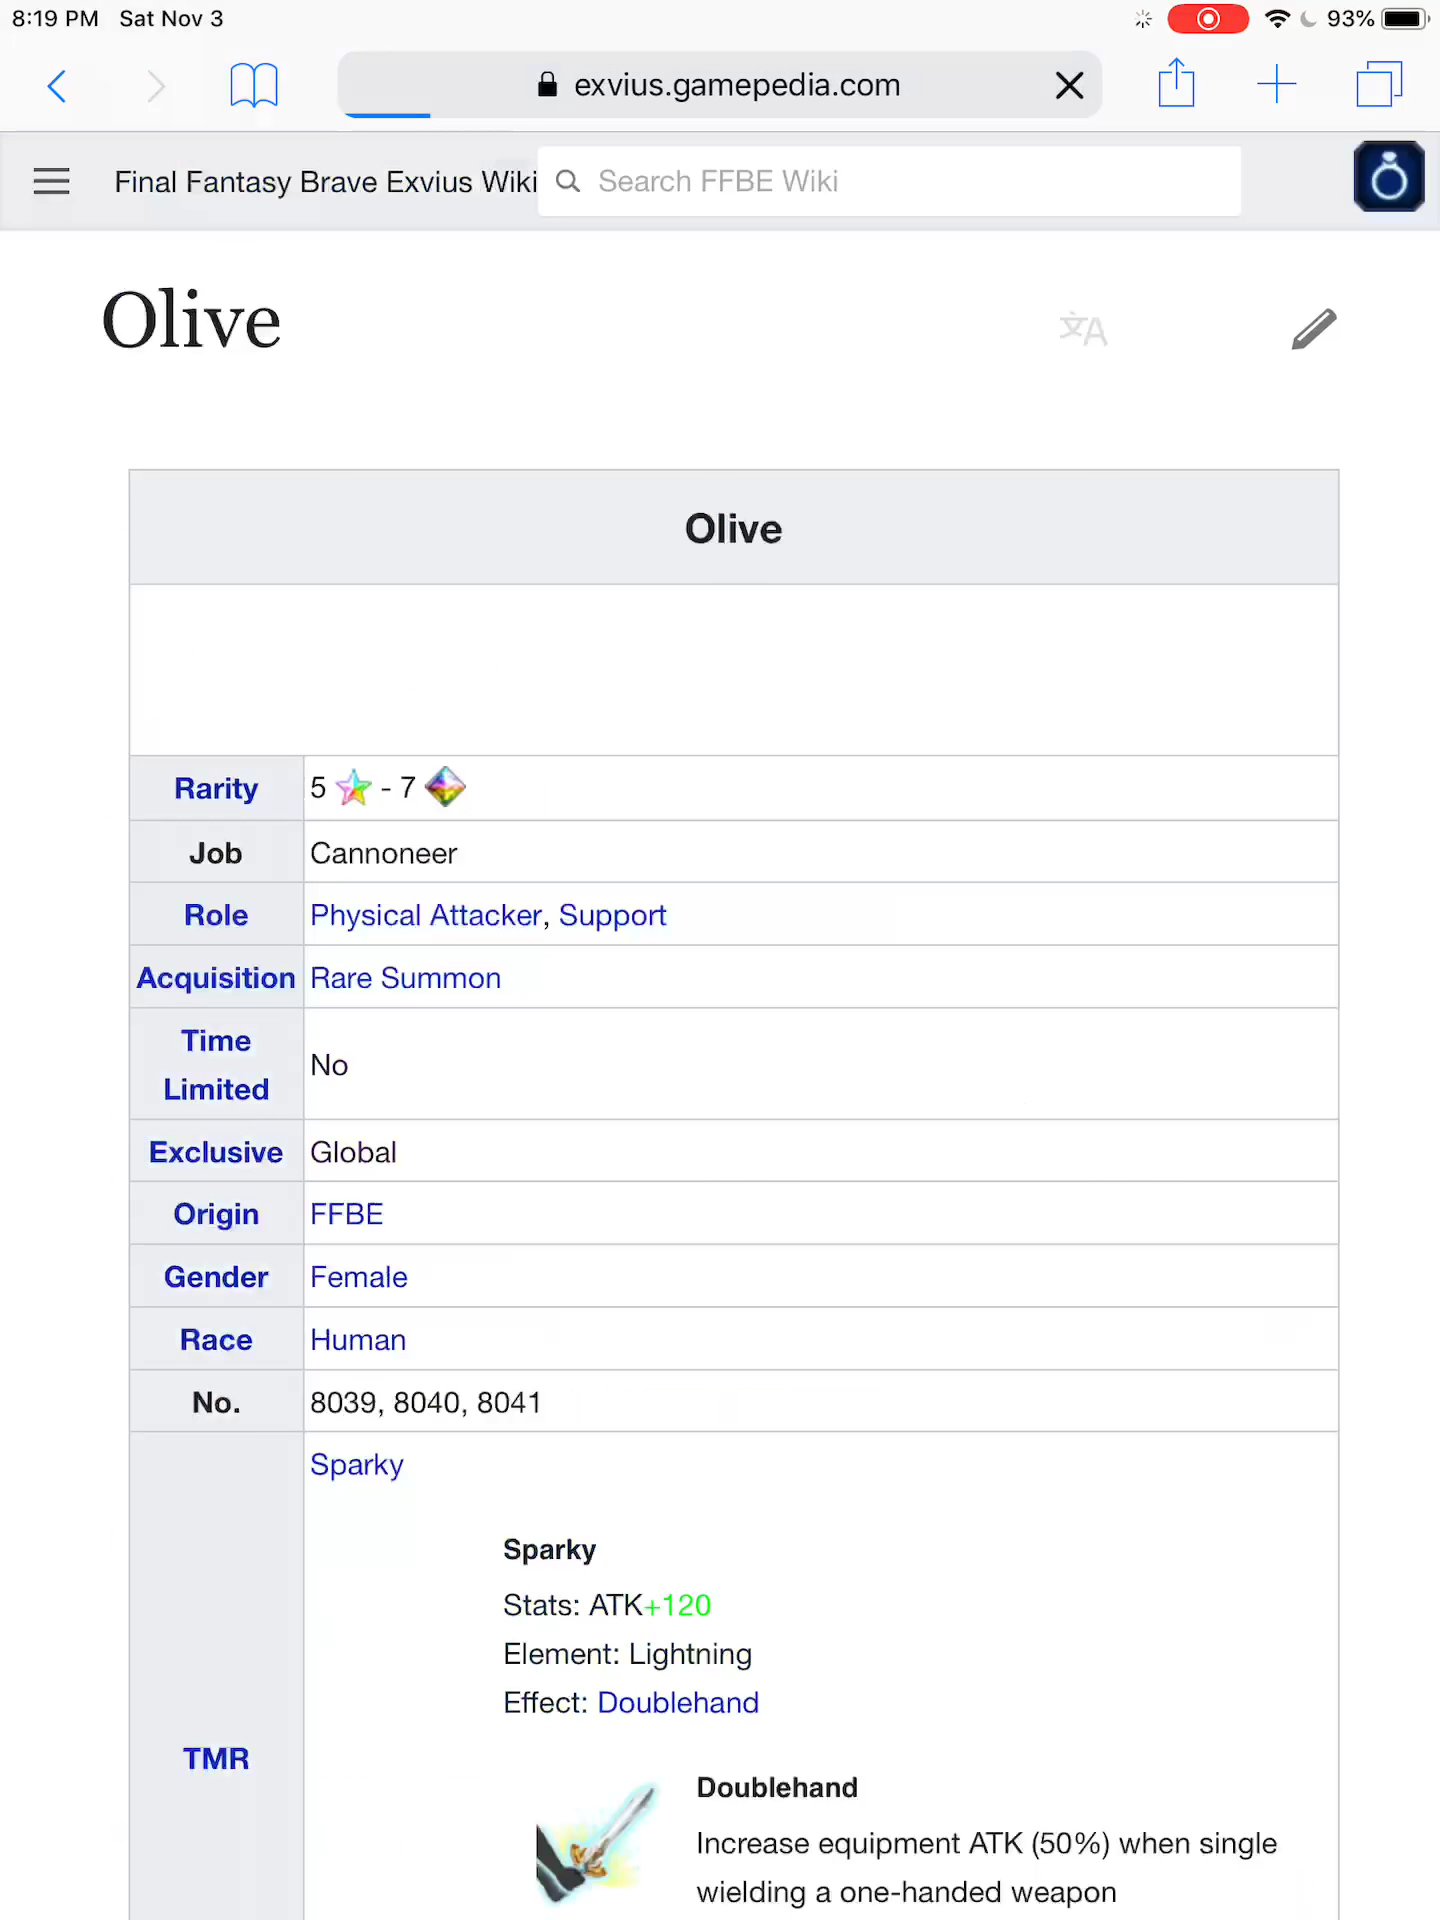 8:19 PM Sat Nov 3 93%
exvius.gamepedia.com
Final Fantasy Brave Exvius Wiki Search FFBE Wiki
Olive 文A
Olive
Rarity 5 - 7
Job Cannoneer
Role Physical Attacker, Support
Acquisition Rare Summon
Time
Limited
No
Exclusive Global
Origin FFBE
Gender Female
Race Human
No. 8039, 8040, 8041
Sparky
Sparky
Stats: ATK+120
Element: Lightning
Effect: Doublehand
TMR
Doublehand
Increase equipment ATK (50%) when single
wielding a one-handed weapon